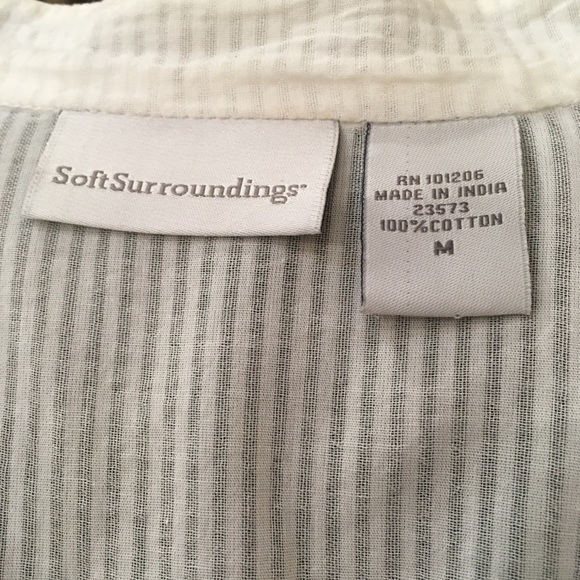 SoftSurroundings
RN 101206
MADE IN INDIA
23573
100%COTTON
M